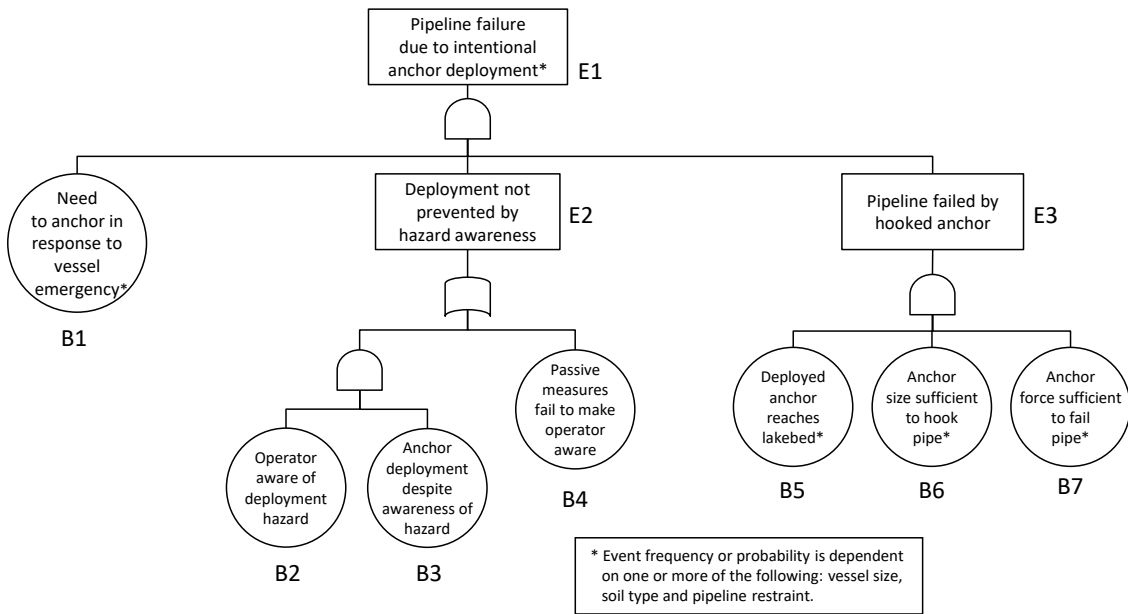 Pipeline failure
due to intentional
anchor deployment*
E1
Need
to anchor in
response to
vessel
emergency*
B1
Deployment not
prevented by
hazard awareness
E2
Pipeline failed by
hooked anchor
E3
Operator
aware of
deployment
hazard
B2
Anchor
deployment
despite
awareness of
hazard
B3
Passive
measures
fail to make
operator
aware
B4
Deployed
anchor
reaches
lakebed*
B5
Anchor
size sufficient
to hook
pipe*
B6
Anchor
force sufficient
to fail
pipe*
B7
* Event frequency or probability is dependent
on one or more of the following: vessel size,
soil type and pipeline restraint.